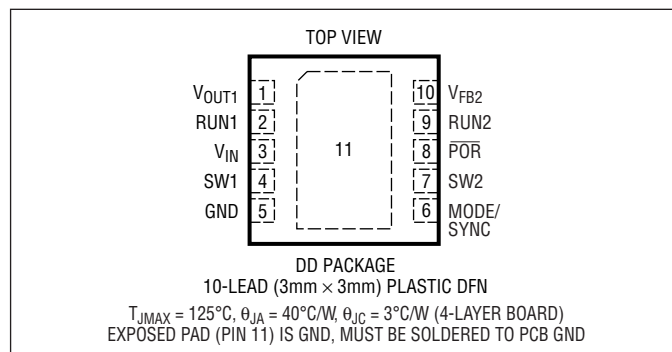 TOP VIEW
VOUT1 1
RUN1 2
VIN 3
SW1 4
GND 5
11
10 VFB2
9 RUN2
8 POR
7 SW2
6 MODE/
SYNC
DD PACKAGE
10-LEAD (3mm × 3mm) PLASTIC DFN
TJMAX = 125°C, θJA = 40°C/W, θJC = 3°C/W (4-LAYER BOARD)
EXPOSED PAD (PIN 11) IS GND, MUST BE SOLDERED TO PCB GND